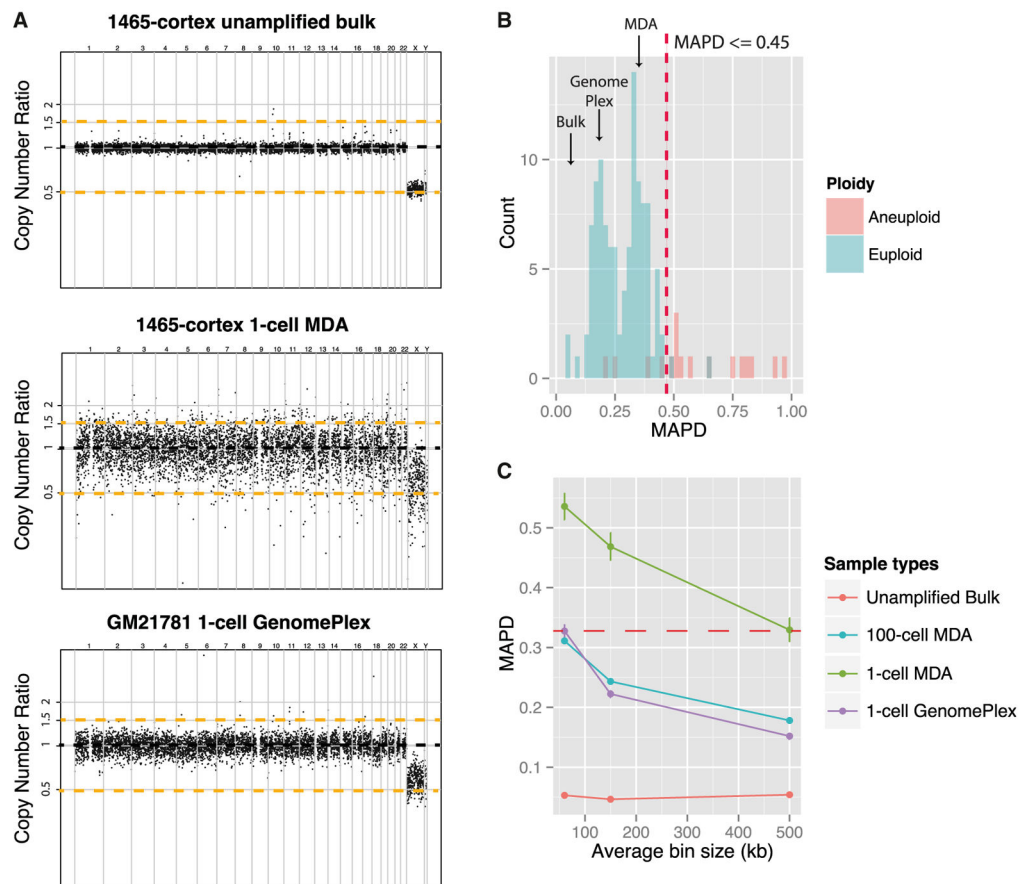 A
1465-cortex unamplified bulk
1 2 3 4 5 6 7 8 9 10 11 12 13 14 16 18 20 22 X Y
Copy Number Ratio
2
1.5
1
0.5
1465-cortex 1-cell MDA
1 2 3 4 5 6 7 8 9 10 11 12 13 14 16 18 20 22 X Y
Copy Number Ratio
2
1.5
1
0.5
GM21781 1-cell GenomePlex
1 2 3 4 5 6 7 8 9 10 11 12 13 14 16 18 20 22 X Y
Copy Number Ratio
2
1.5
1
0.5
B
MDA
MAPD <= 0.45
Genome
Plex
Bulk
Count
10
5
0
0.00 0.25 0.50 0.75 1.00
MAPD
Ploidy
Aneuploid
Euploid
C
MAPD
0.5
0.4
0.3
0.2
0.1
100 200 300 400 500
Average bin size (kb)
Sample types
Unamplified Bulk
100-cell MDA
1-cell MDA
1-cell GenomePlex